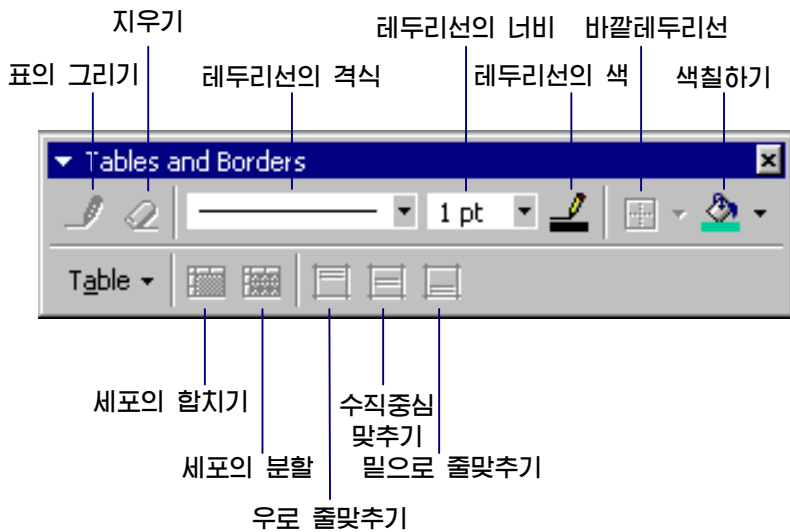 지우기
테두리선의 너비
바깔테두리선
표의 그리기
테두리선의 격식
테두리선의 색
색칠하기
Tables and Borders
1 pt
Table
세포의 합치기
수직중심
맞추기
세포의 분할
밑으로 줄맞추기
우로 줄맞추기